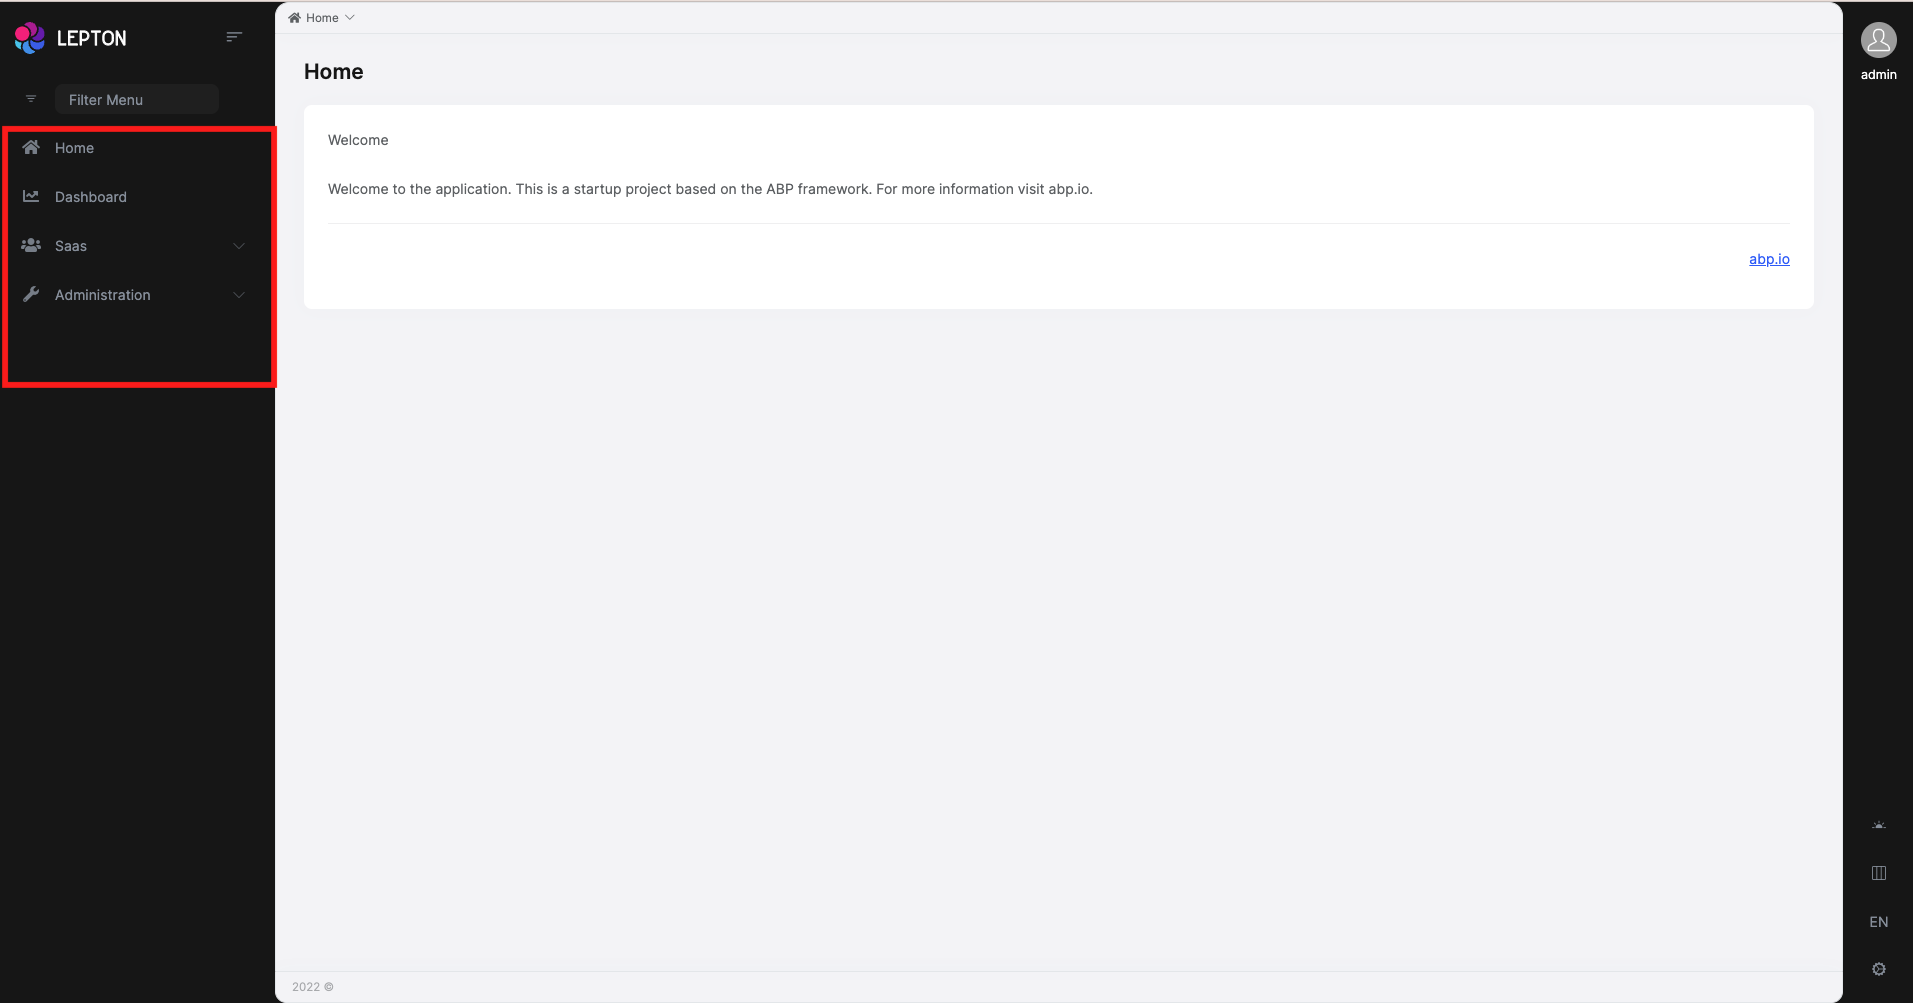 LEPTON
Filter Menu
Home
Dashboard
Saas
Administration
Home
Home
Welcome
Welcome to the application. This is a startup project based on the ABP framework. For more information visit abp.io.
abp.io
2022 ©
admin
EN